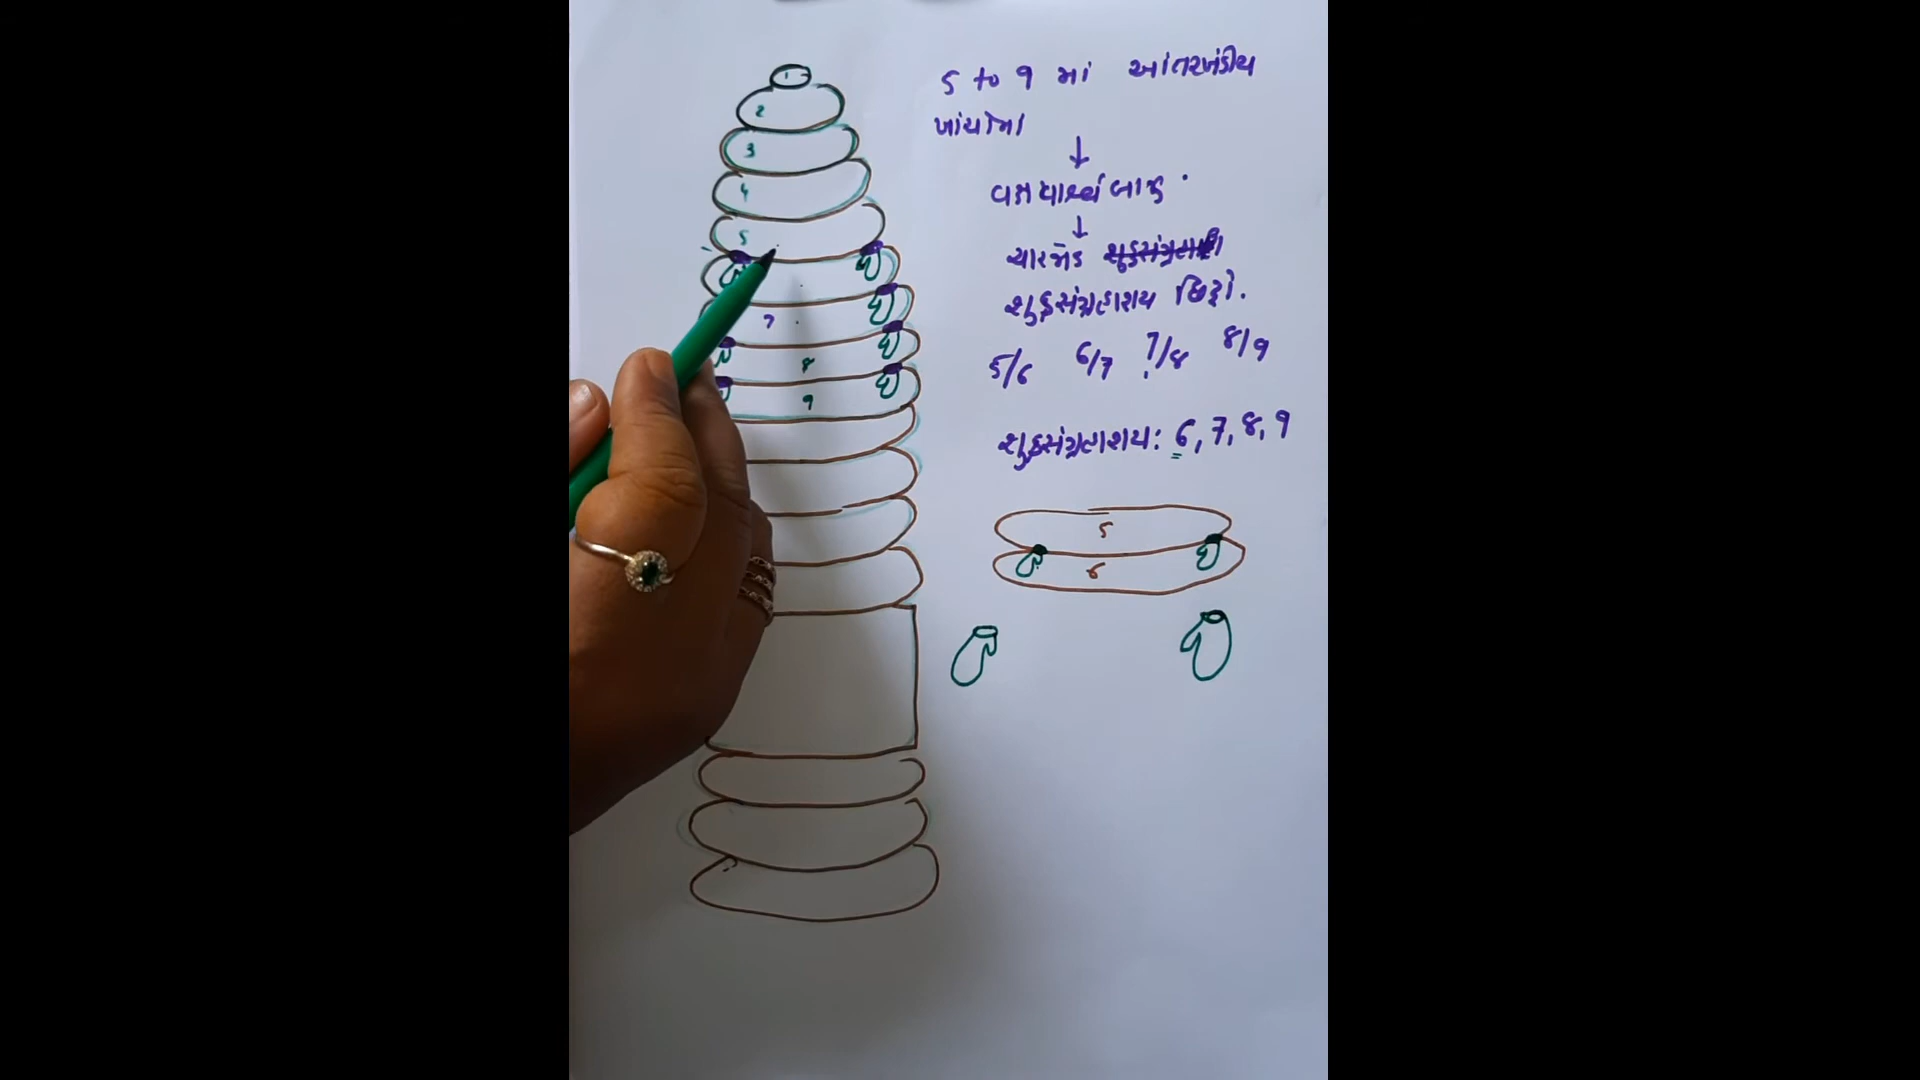 5 to 9 માં આંતરખંડીય
ખાંચોમાં
↓
વક્ષપાર્શ્વ બાજુ.
↓
ચારજોડ
શુક્રસંગ્રહાશય છિદ્રો.
5/6 6/7 7/8 8/9
શુક્રસંગ્રહાશય: 6, 7, 8, 9
5
6
1
2
3
4
5
7
8
9